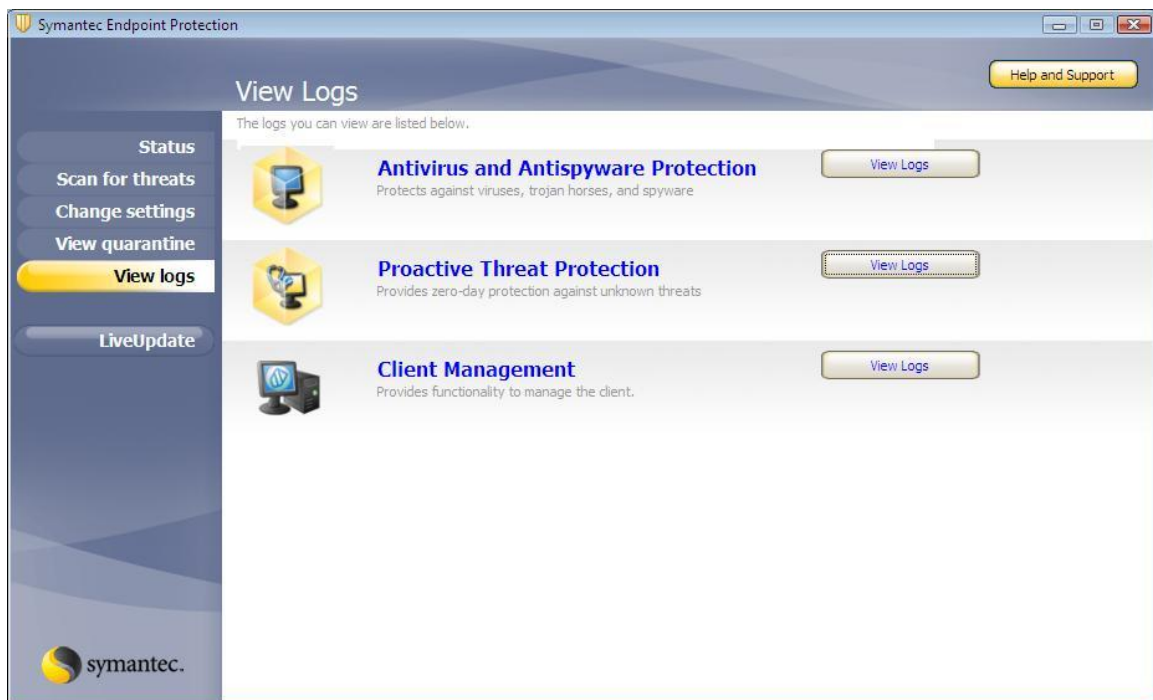 Symantec Endpoint Protection
View Logs
Help and Support
The logs you can view are listed below.
Status
Scan for threats
Change settings
View quarantine
View logs
LiveUpdate
Antivirus and Antispyware Protection
Protects against viruses, trojan horses, and spyware
View Logs
Proactive Threat Protection
Provides zero-day protection against unknown threats
View Logs
Client Management
Provides functionality to manage the client.
View Logs
symantec.